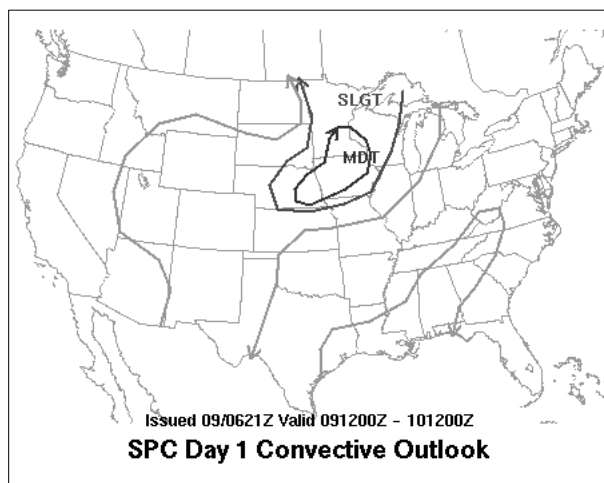 SLGT
MDT
Issued 09/0621Z Valid 091200Z - 101200Z
SPC Day 1 Convective Outlook